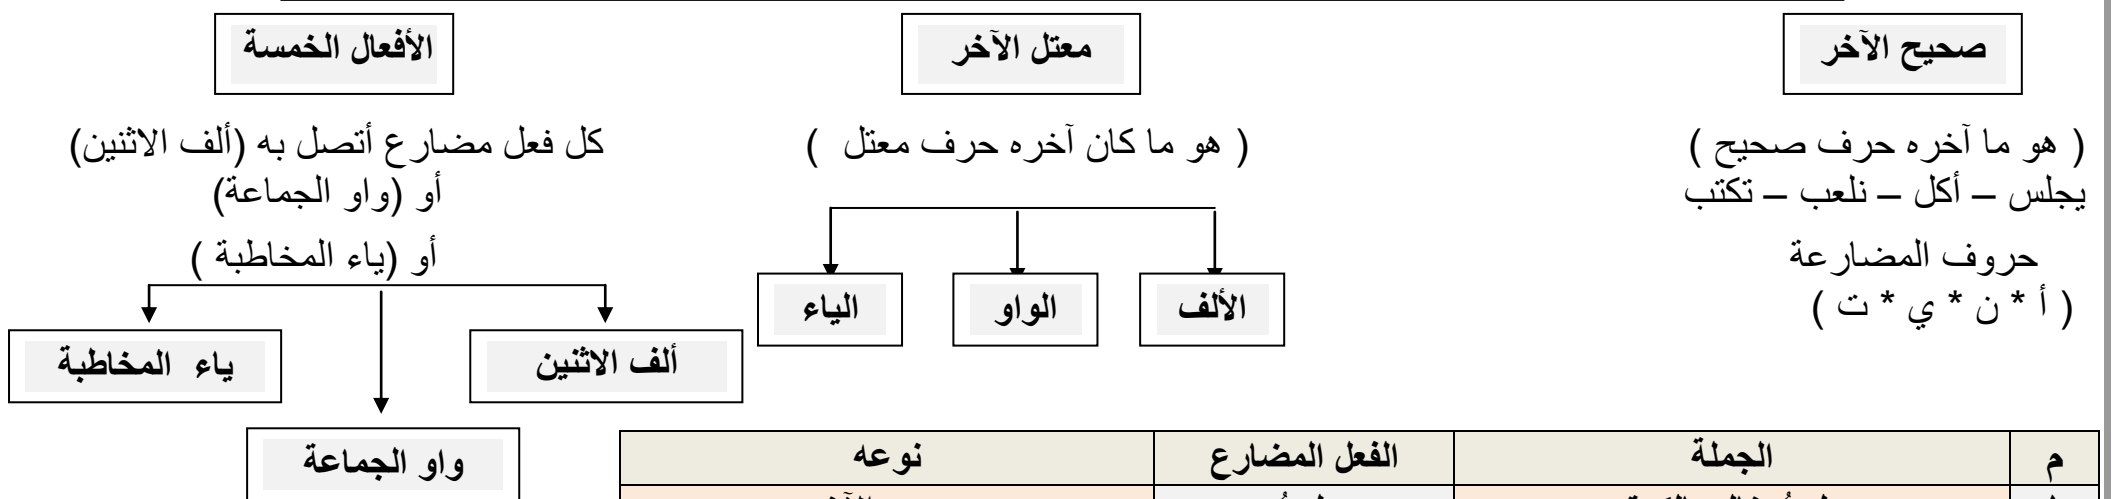 صحيح الآخر
( هو ما آخره حرف صحيح )
يجلس – أكل – نلعب – تكتب
حروف المضارعة
( أ * ن * ي * ت )
معتل الآخر
( هو ما كان آخره حرف معتل )
الألف
الواو
الياء
الأفعال الخمسة
كل فعل مضارع أتصل به (ألف الاثنين)
أو (واو الجماعة)
أو (ياء المخاطبة )
ألف الاثنين
ياء المخاطبة
واو الجماعة
م الجملة الفعل المضارع نوعه